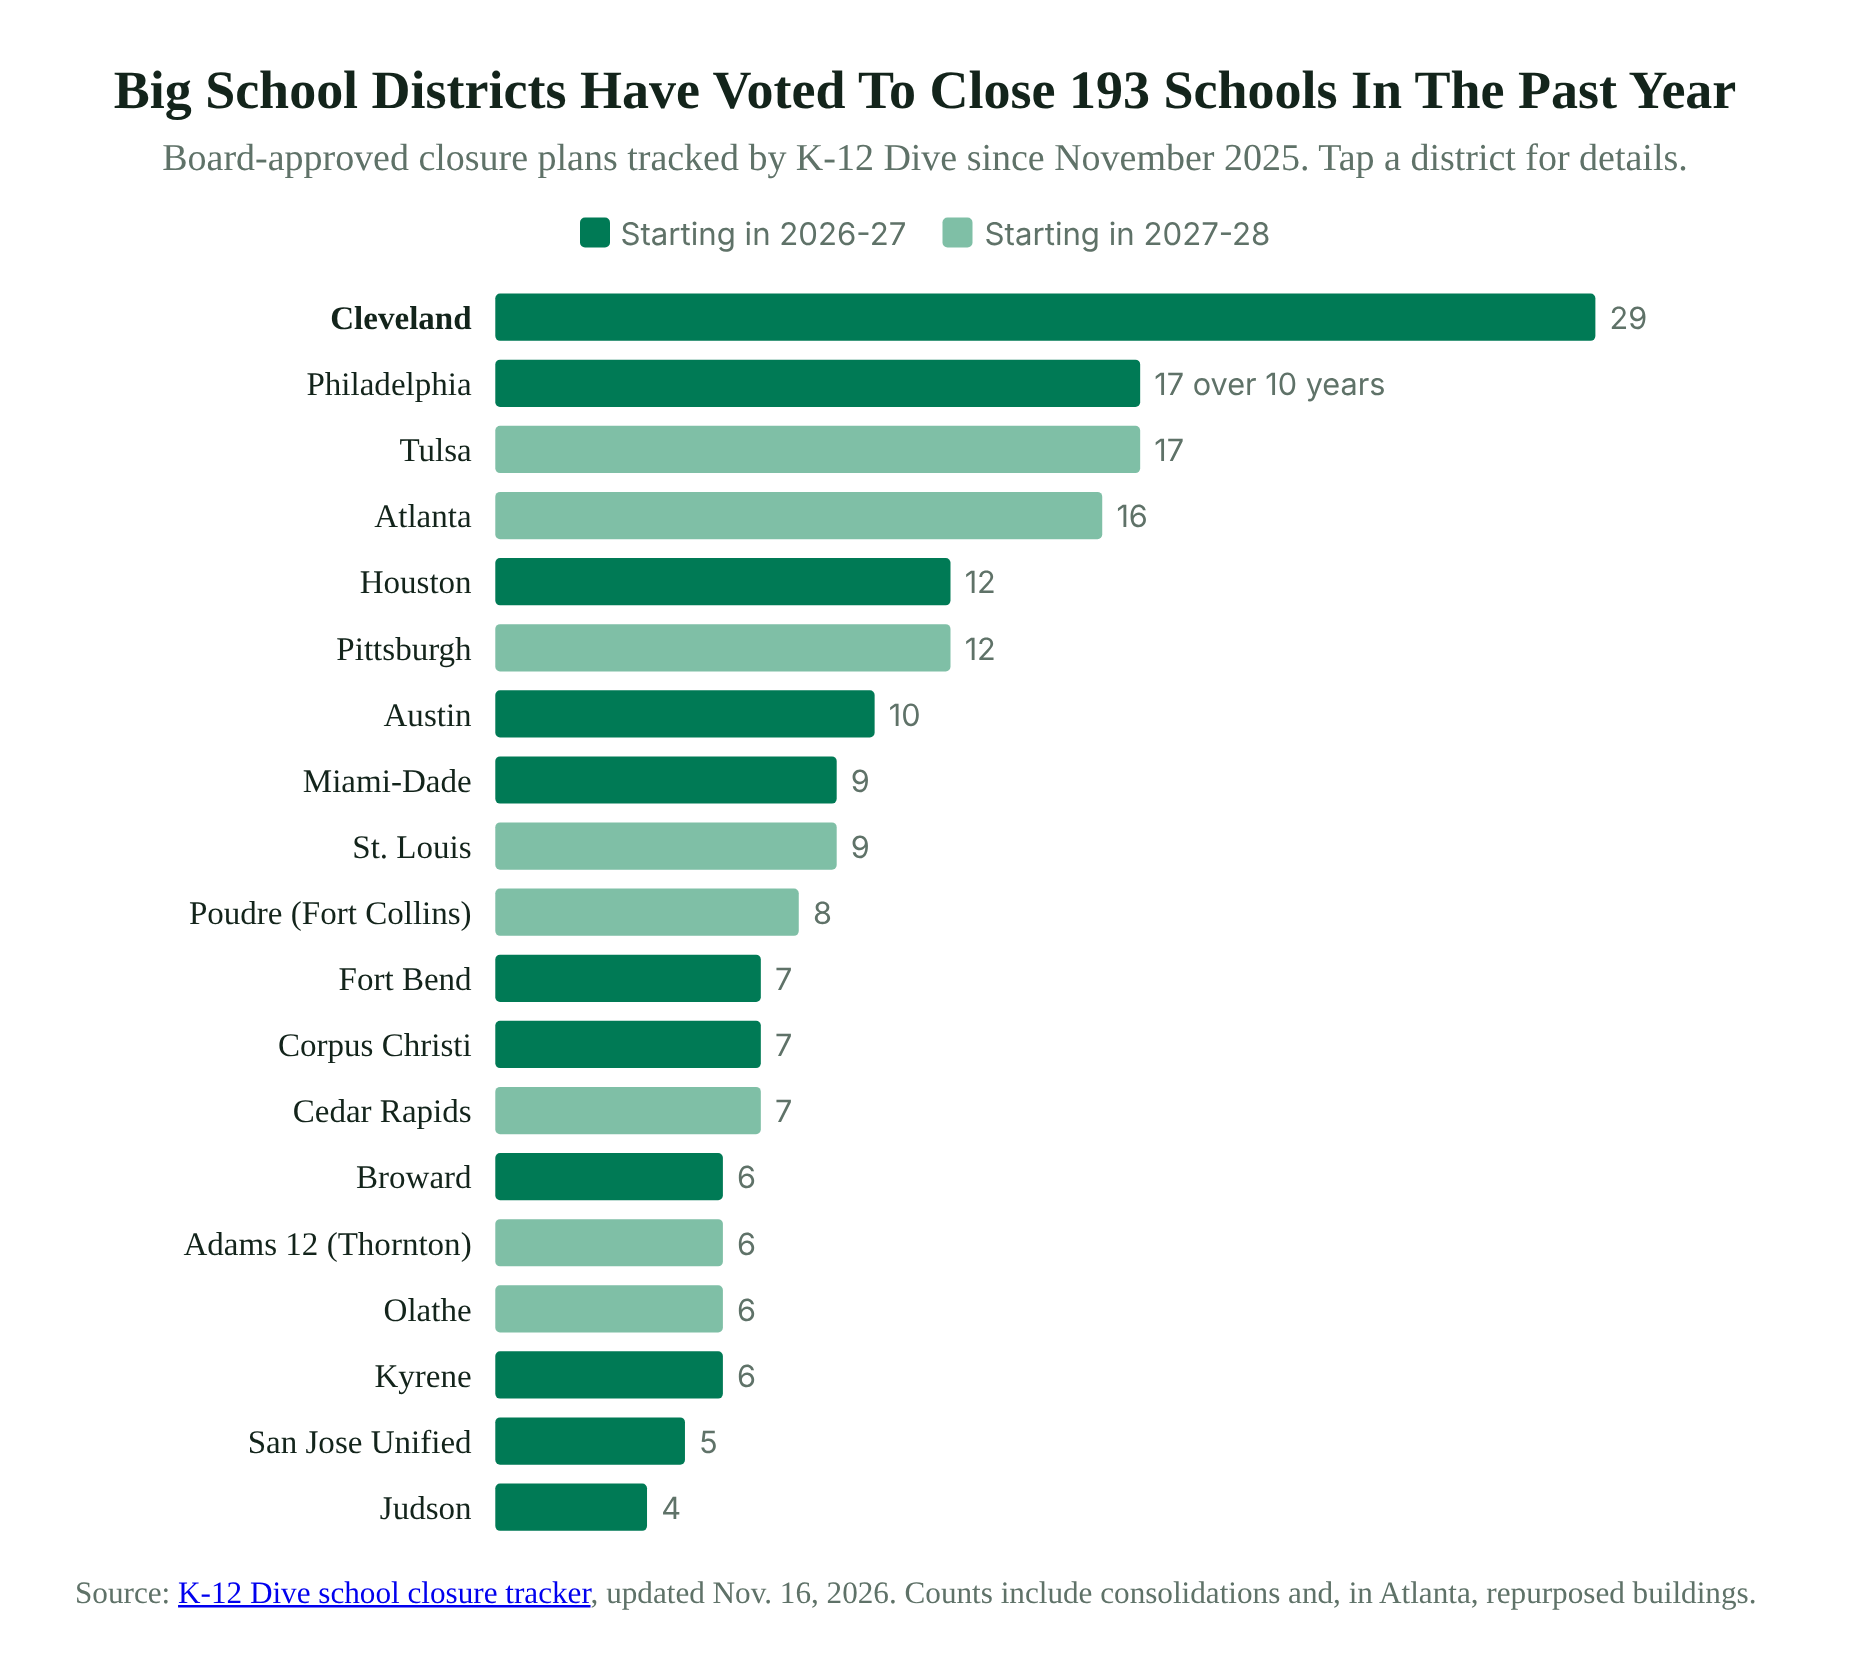 Big School Districts Have Voted To Close 193 Schools In The Past Year
Board-approved closure plans tracked by K-12 Dive since November 2025. Tap a district for details.
Starting in 2026-27 Starting in 2027-28
Cleveland 29
Philadelphia 17 over 10 years
Tulsa 17
Atlanta 16
Houston 12
Pittsburgh 12
Austin 10
Miami-Dade 9
St. Louis 9
Poudre (Fort Collins) 8
Fort Bend 7
Corpus Christi 7
Cedar Rapids 7
Broward 6
Adams 12 (Thornton) 6
Olathe 6
Kyrene 6
San Jose Unified 5
Judson 4
Source: K-12 Dive school closure tracker, updated Nov. 16, 2026. Counts include consolidations and, in Atlanta, repurposed buildings.